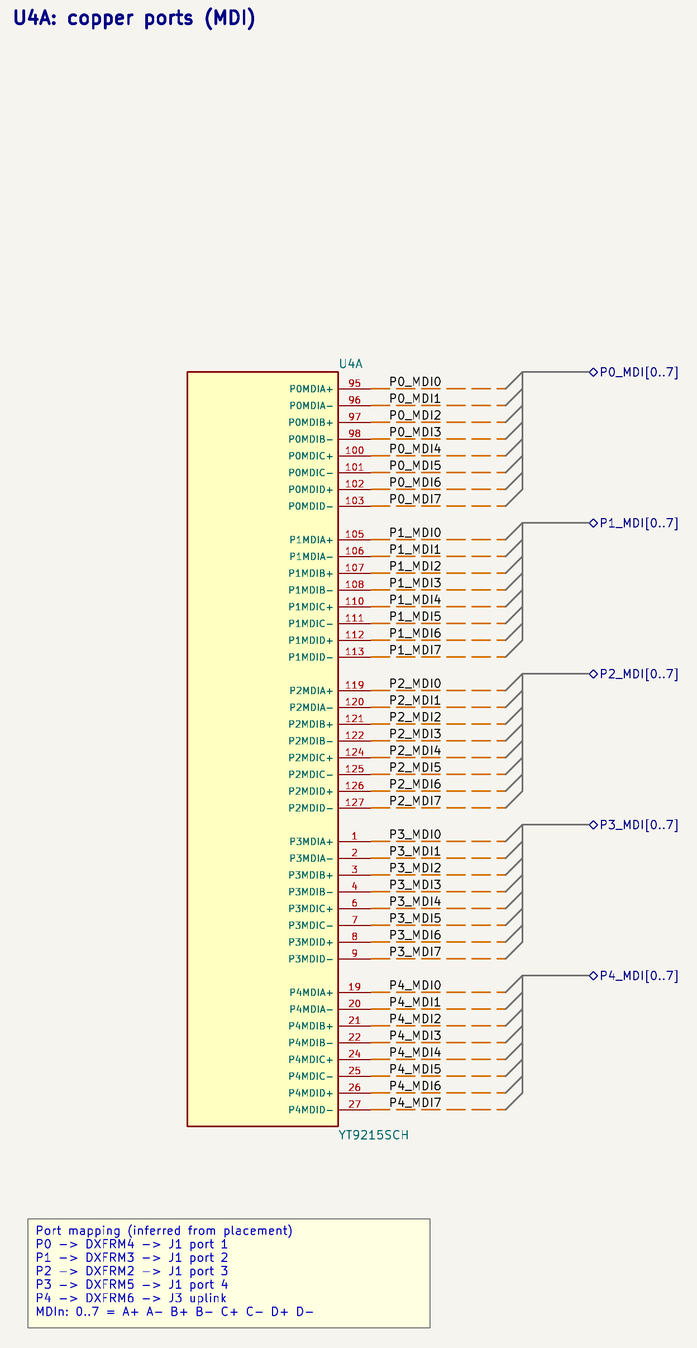 U4A: copper ports (MDI)
U4A
P0MDIA+ 95 P0_MDI0 P0_MDI[0..7]
P0MDIA- 96 P0_MDI1
P0MDIB+ 97 P0_MDI2
P0MDIB- 98 P0_MDI3
P0MDIC+ 100 P0_MDI4
P0MDIC- 101 P0_MDI5
P0MDID+ 102 P0_MDI6
P0MDID- 103 P0_MDI7
P1MDIA+ 105 P1_MDI0 P1_MDI[0..7]
P1MDIA- 106 P1_MDI1
P1MDIB+ 107 P1_MDI2
P1MDIB- 108 P1_MDI3
P1MDIC+ 110 P1_MDI4
P1MDIC- 111 P1_MDI5
P1MDID+ 112 P1_MDI6
P1MDID- 113 P1_MDI7
P2MDIA+ 119 P2_MDI0 P2_MDI[0..7]
P2MDIA- 120 P2_MDI1
P2MDIB+ 121 P2_MDI2
P2MDIB- 122 P2_MDI3
P2MDIC+ 124 P2_MDI4
P2MDIC- 125 P2_MDI5
P2MDID+ 126 P2_MDI6
P2MDID- 127 P2_MDI7
P3MDIA+ 1 P3_MDI0 P3_MDI[0..7]
P3MDIA- 2 P3_MDI1
P3MDIB+ 3 P3_MDI2
P3MDIB- 4 P3_MDI3
P3MDIC+ 6 P3_MDI4
P3MDIC- 7 P3_MDI5
P3MDID+ 8 P3_MDI6
P3MDID- 9 P3_MDI7
P4MDIA+ 19 P4_MDI0 P4_MDI[0..7]
P4MDIA- 20 P4_MDI1
P4MDIB+ 21 P4_MDI2
P4MDIB- 22 P4_MDI3
P4MDIC+ 24 P4_MDI4
P4MDIC- 25 P4_MDI5
P4MDID+ 26 P4_MDI6
P4MDID- 27 P4_MDI7
YT9215SCH
Port mapping (inferred from placement)
P0 -> DXFRM4 -> J1 port 1
P1 -> DXFRM3 -> J1 port 2
P2 -> DXFRM2 -> J1 port 3
P3 -> DXFRM5 -> J1 port 4
P4 -> DXFRM6 -> J3 uplink
MDIn: 0..7 = A+ A- B+ B- C+ C- D+ D-